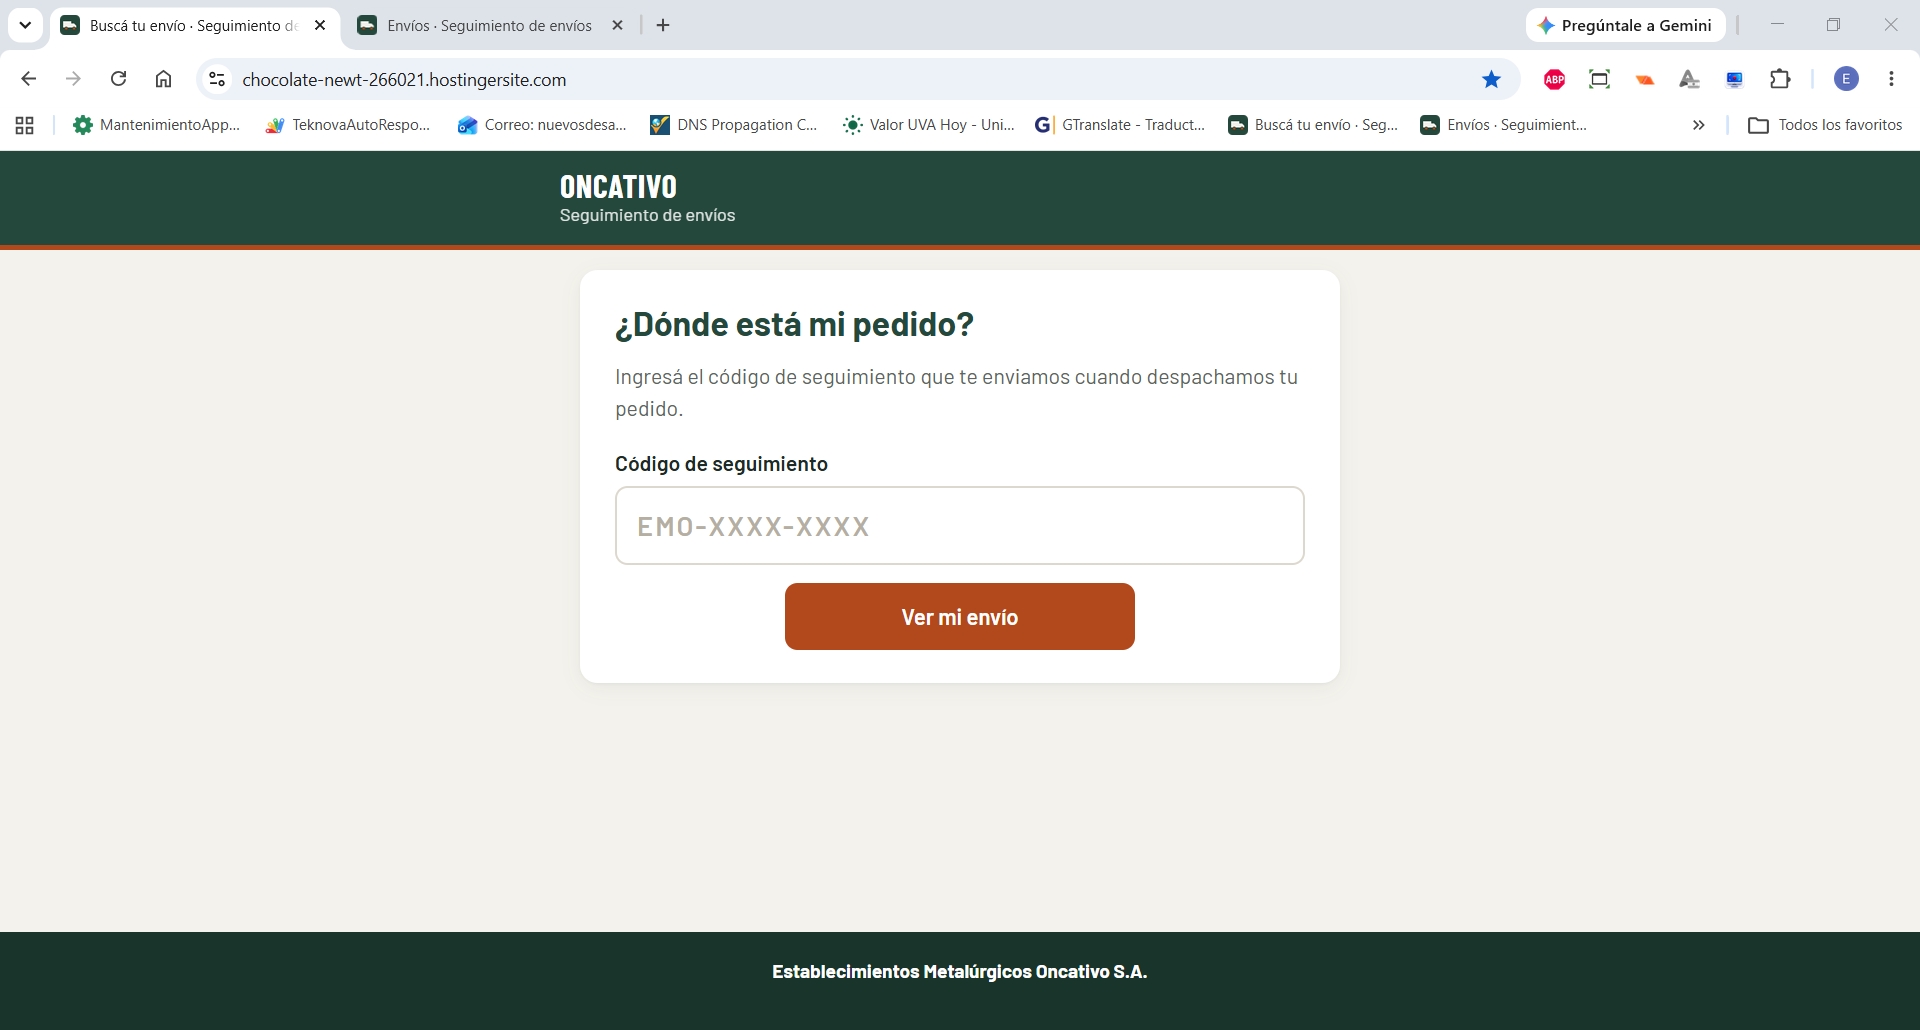 Buscá tu envío · Seguimiento de
Envíos · Seguimiento de envíos
Pregúntale a Gemini
chocolate-newt-266021.hostingersite.com
ABP
E
MantenimientoApp...
TeknovaAutoRespo...
Correo: nuevosdesa...
DNS Propagation C...
Valor UVA Hoy - Uni...
GTranslate - Traduct...
Buscá tu envío · Seg...
Envíos · Seguimient...
Todos los favoritos
ONCATIVO
Seguimiento de envíos
¿Dónde está mi pedido?
Ingresá el código de seguimiento que te enviamos cuando despachamos tu
pedido.
Código de seguimiento
EMO-XXXX-XXXX
Ver mi envío
Establecimientos Metalúrgicos Oncativo S.A.